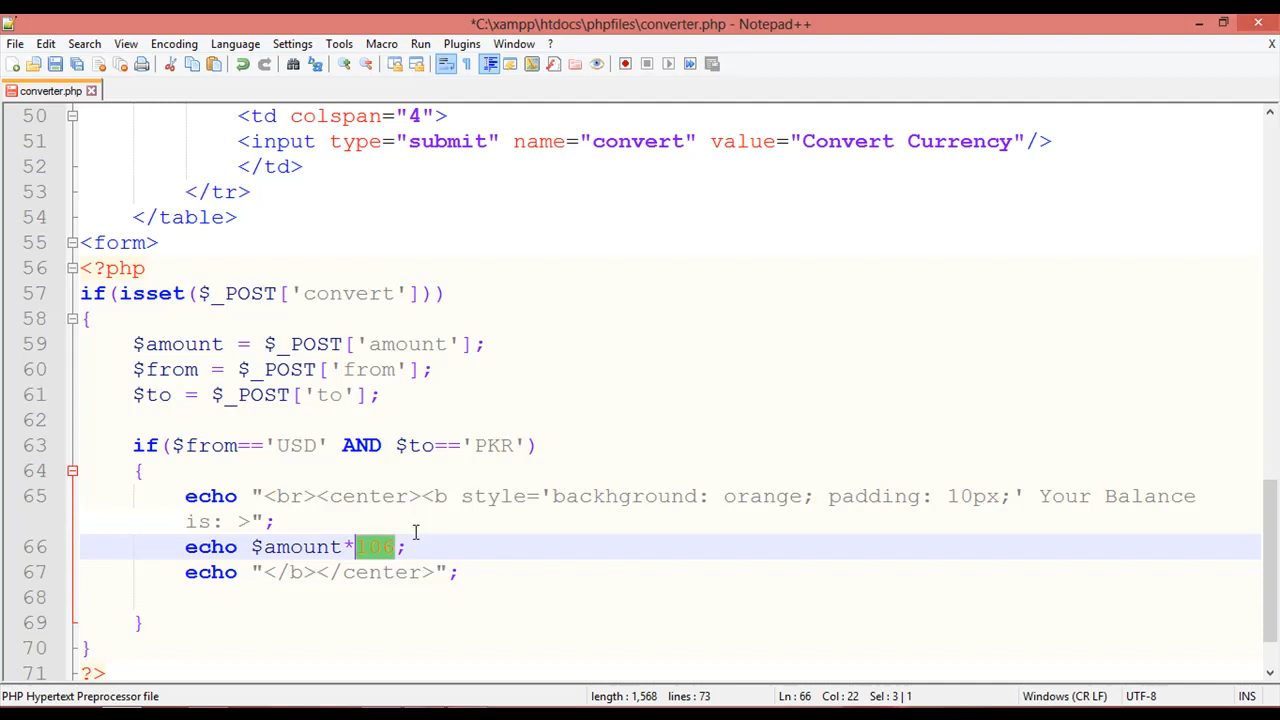 *C:\xampp\htdocs\phpfiles\converter.php - Notepad++
File Edit Search View Encoding Language Settings Tools Macro Run Plugins Window ? X
converter.php
50 <td colspan="4">
51 <input type="submit" name="convert" value="Convert Currency"/>
52 </td>
53 </tr>
54 </table>
55 <form>
56 <?php
57 if(isset($_POST['convert']))
58 {
59 $amount = $_POST['amount'];
60 $from = $_POST['from'];
61 $to = $_POST['to'];
62
63 if($from=='USD' AND $to=='PKR')
64 {
65 echo "<br><center><b style='backhground: orange; padding: 10px;' Your Balance
is: >";
66 echo $amount*106;
67 echo "</b></center>";
68
69 }
70 }
71 ?>
PHP Hypertext Preprocessor file length : 1,568 lines : 73 Ln : 66 Col : 22 Sel : 3 | 1 Windows (CR LF) UTF-8 INS